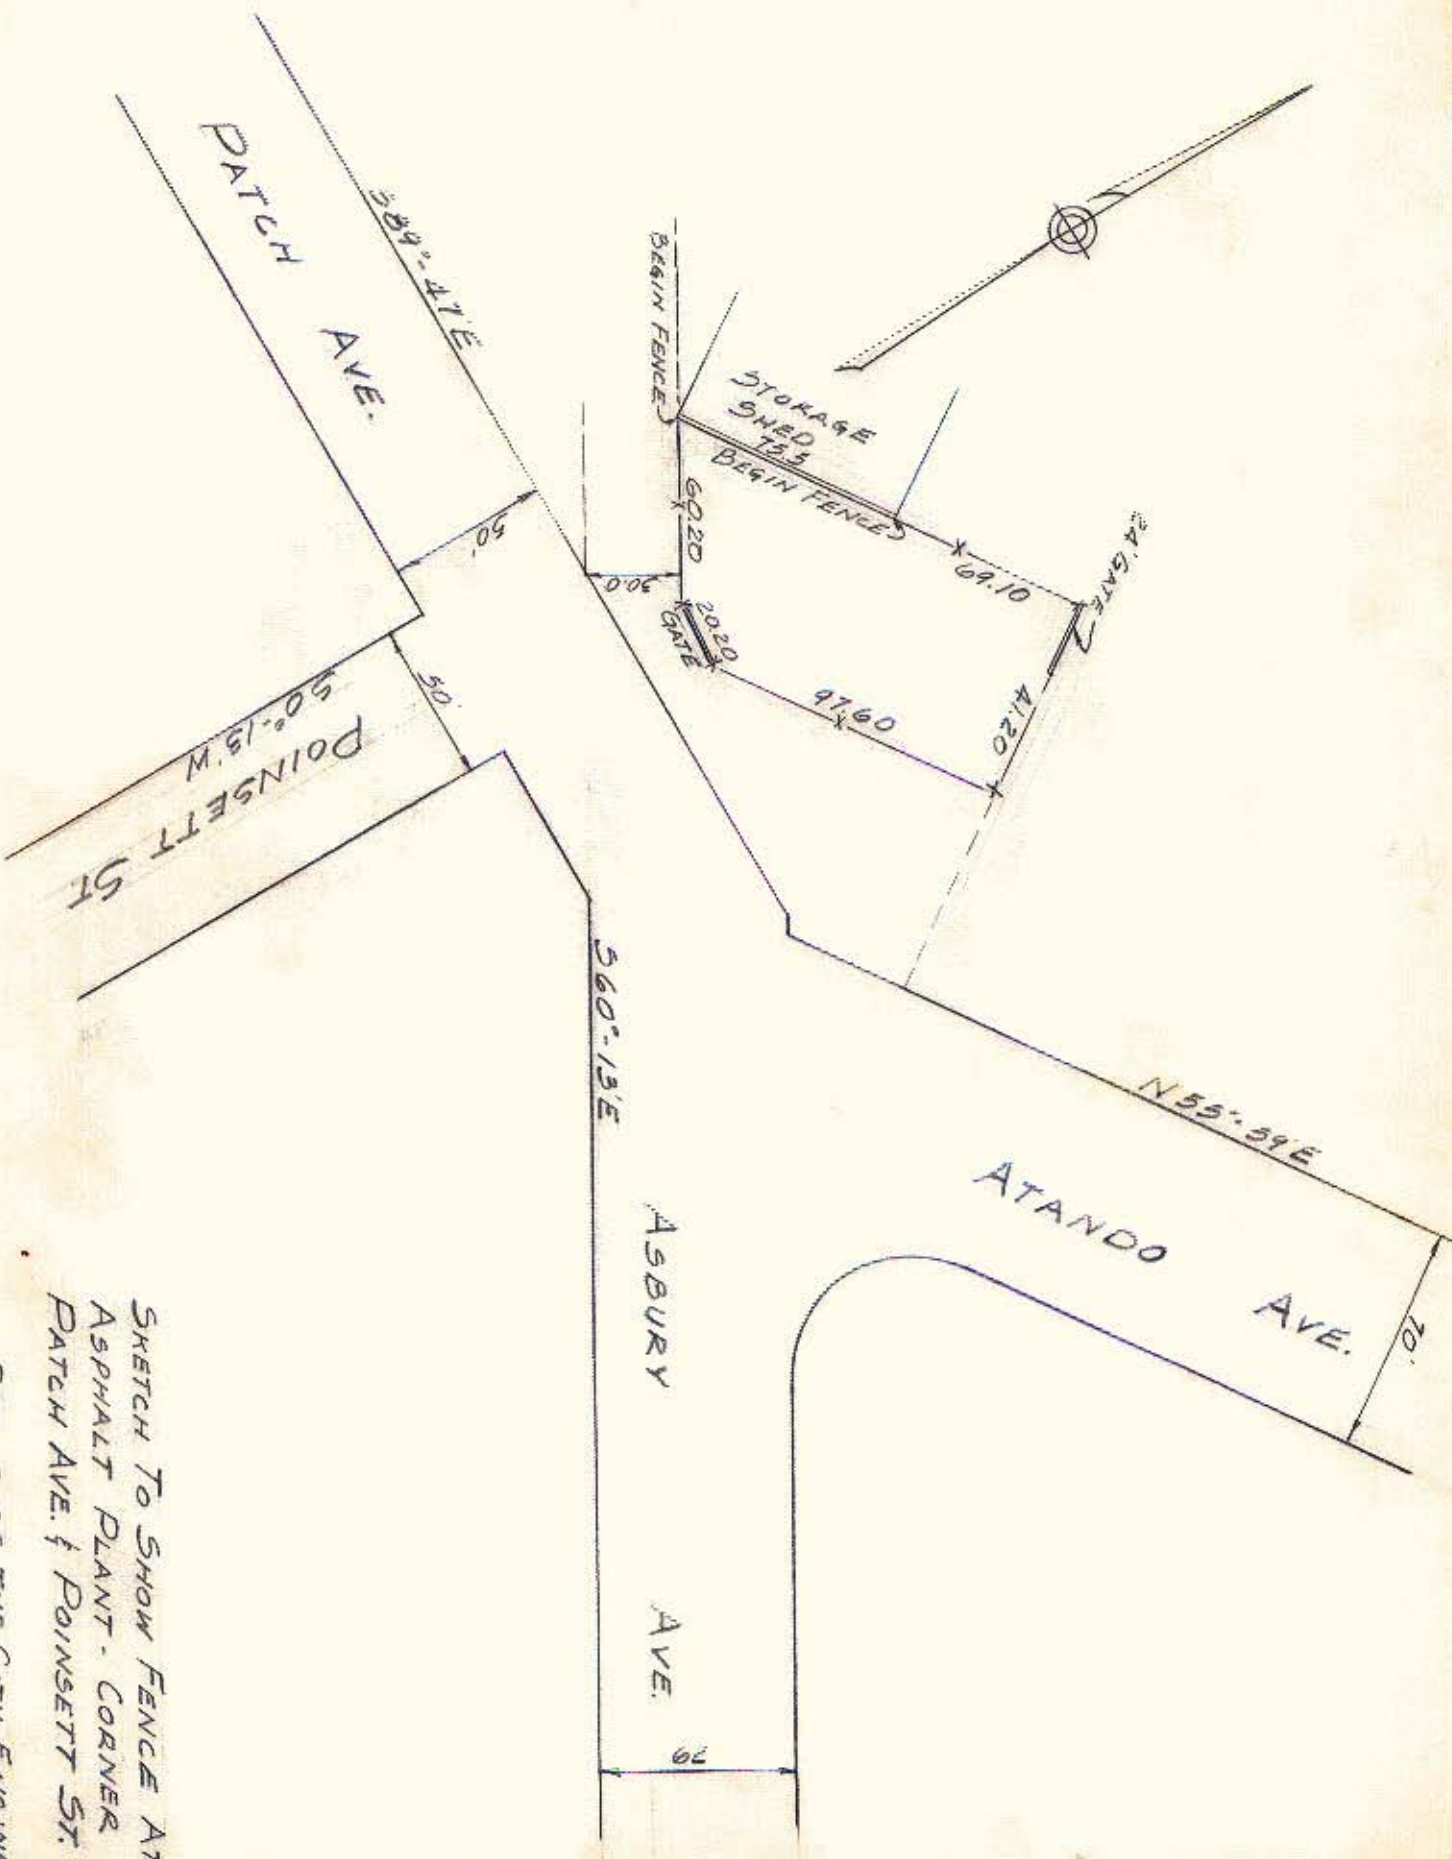 PATCH
AVE.
S89°-47'E
50'
50'
S0°-13'W
POINSETT ST.
BEGIN FENCE
STORAGE
SHED
75.5
BEGIN FENCE
60.20
30.0
20.20
GATE
97.60
69.10
24' GATE
41.20
S60°-13'E
ASBURY
AVE.
N55°-39'E
ATANDO
AVE.
70'
SKETCH TO SHOW FENCE AT
ASPHALT PLANT - CORNER
PATCH AVE. & POINSETT ST.